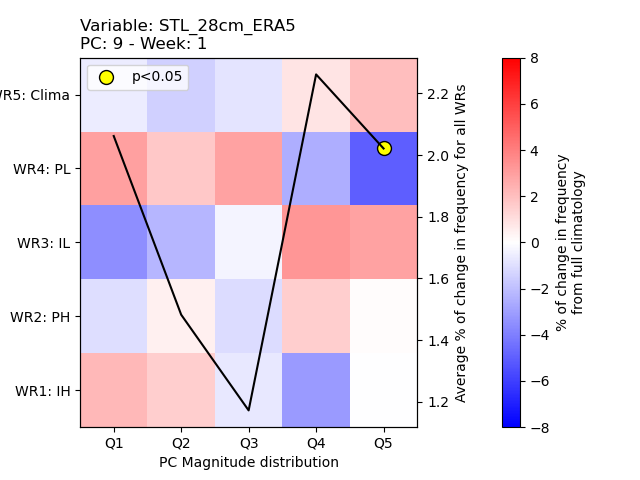 Variable: STL_28cm_ERA5
PC: 9 - Week: 1
p<0.05
WR5: Clima
WR4: PL
WR3: IL
WR2: PH
WR1: IH
Q1 Q2 Q3 Q4 Q5
PC Magnitude distribution
2.2
2.0
1.8
1.6
1.4
1.2
Average % of change in frequency for all WRs
8
6
4
2
0
−2
−4
−6
−8
% of change in frequency
from full climatology